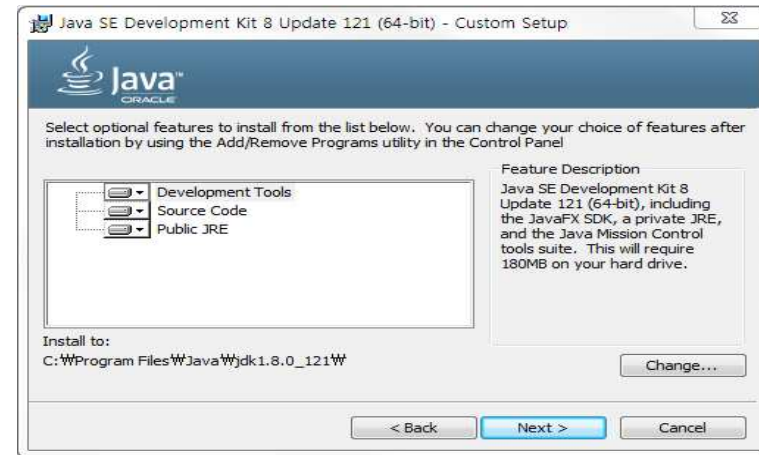 Java SE Development Kit 8 Update 121 (64-bit) - Custom Setup
Java™
ORACLE
Select optional features to install from the list below. You can change your choice of features after
installation by using the Add/Remove Programs utility in the Control Panel
Development Tools
Source Code
Public JRE
Feature Description
Java SE Development Kit 8
Update 121 (64-bit), including
the JavaFX SDK, a private JRE,
and the Java Mission Control
tools suite. This will require
180MB on your hard drive.
Install to:
C:₩Program Files₩Java₩jdk1.8.0_121₩
Change...
< Back
Next >
Cancel